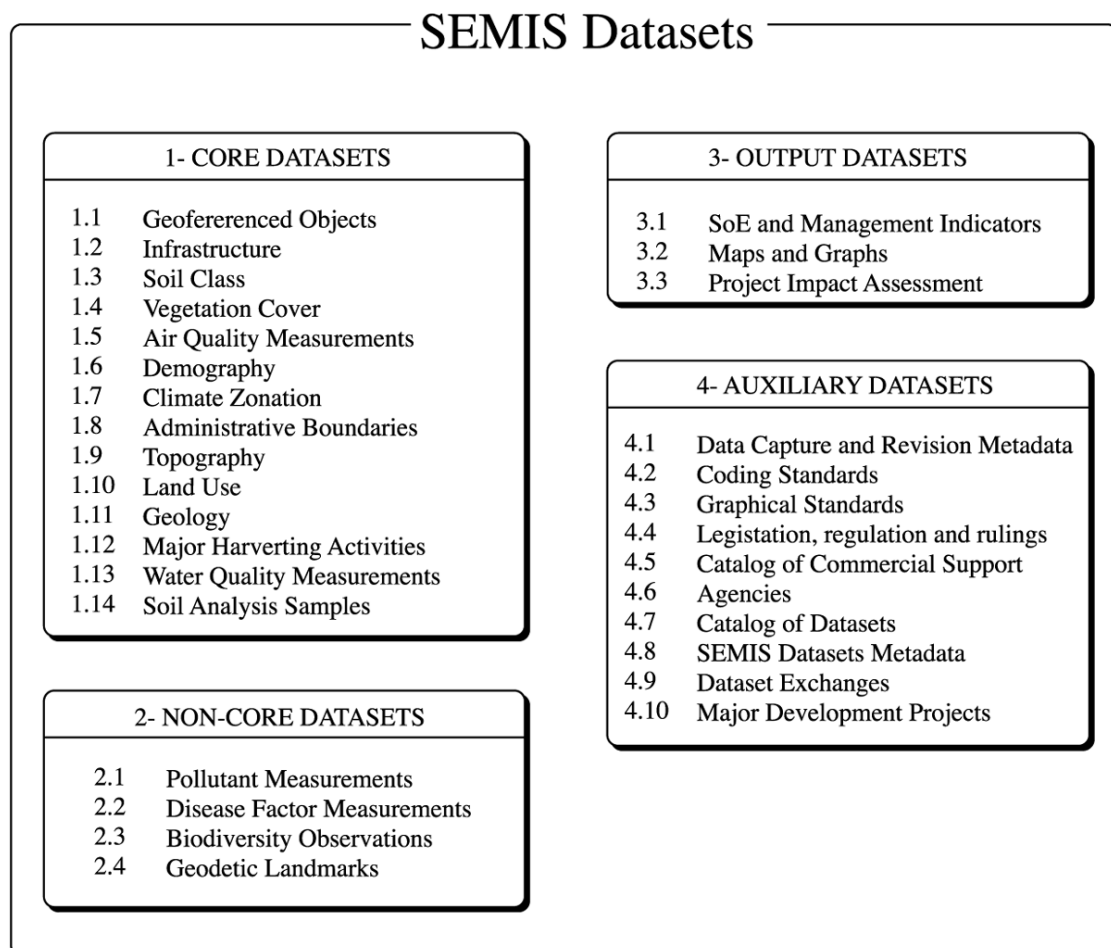 SEMIS Datasets
1- CORE DATASETS
1.1 Geofererenced Objects
1.2 Infrastructure
1.3 Soil Class
1.4 Vegetation Cover
1.5 Air Quality Measurements
1.6 Demography
1.7 Climate Zonation
1.8 Administrative Boundaries
1.9 Topography
1.10 Land Use
1.11 Geology
1.12 Major Harverting Activities
1.13 Water Quality Measurements
1.14 Soil Analysis Samples
2- NON-CORE DATASETS
2.1 Pollutant Measurements
2.2 Disease Factor Measurements
2.3 Biodiversity Observations
2.4 Geodetic Landmarks
3- OUTPUT DATASETS
3.1 SoE and Management Indicators
3.2 Maps and Graphs
3.3 Project Impact Assessment
4- AUXILIARY DATASETS
4.1 Data Capture and Revision Metadata
4.2 Coding Standards
4.3 Graphical Standards
4.4 Legistation, regulation and rulings
4.5 Catalog of Commercial Support
4.6 Agencies
4.7 Catalog of Datasets
4.8 SEMIS Datasets Metadata
4.9 Dataset Exchanges
4.10 Major Development Projects